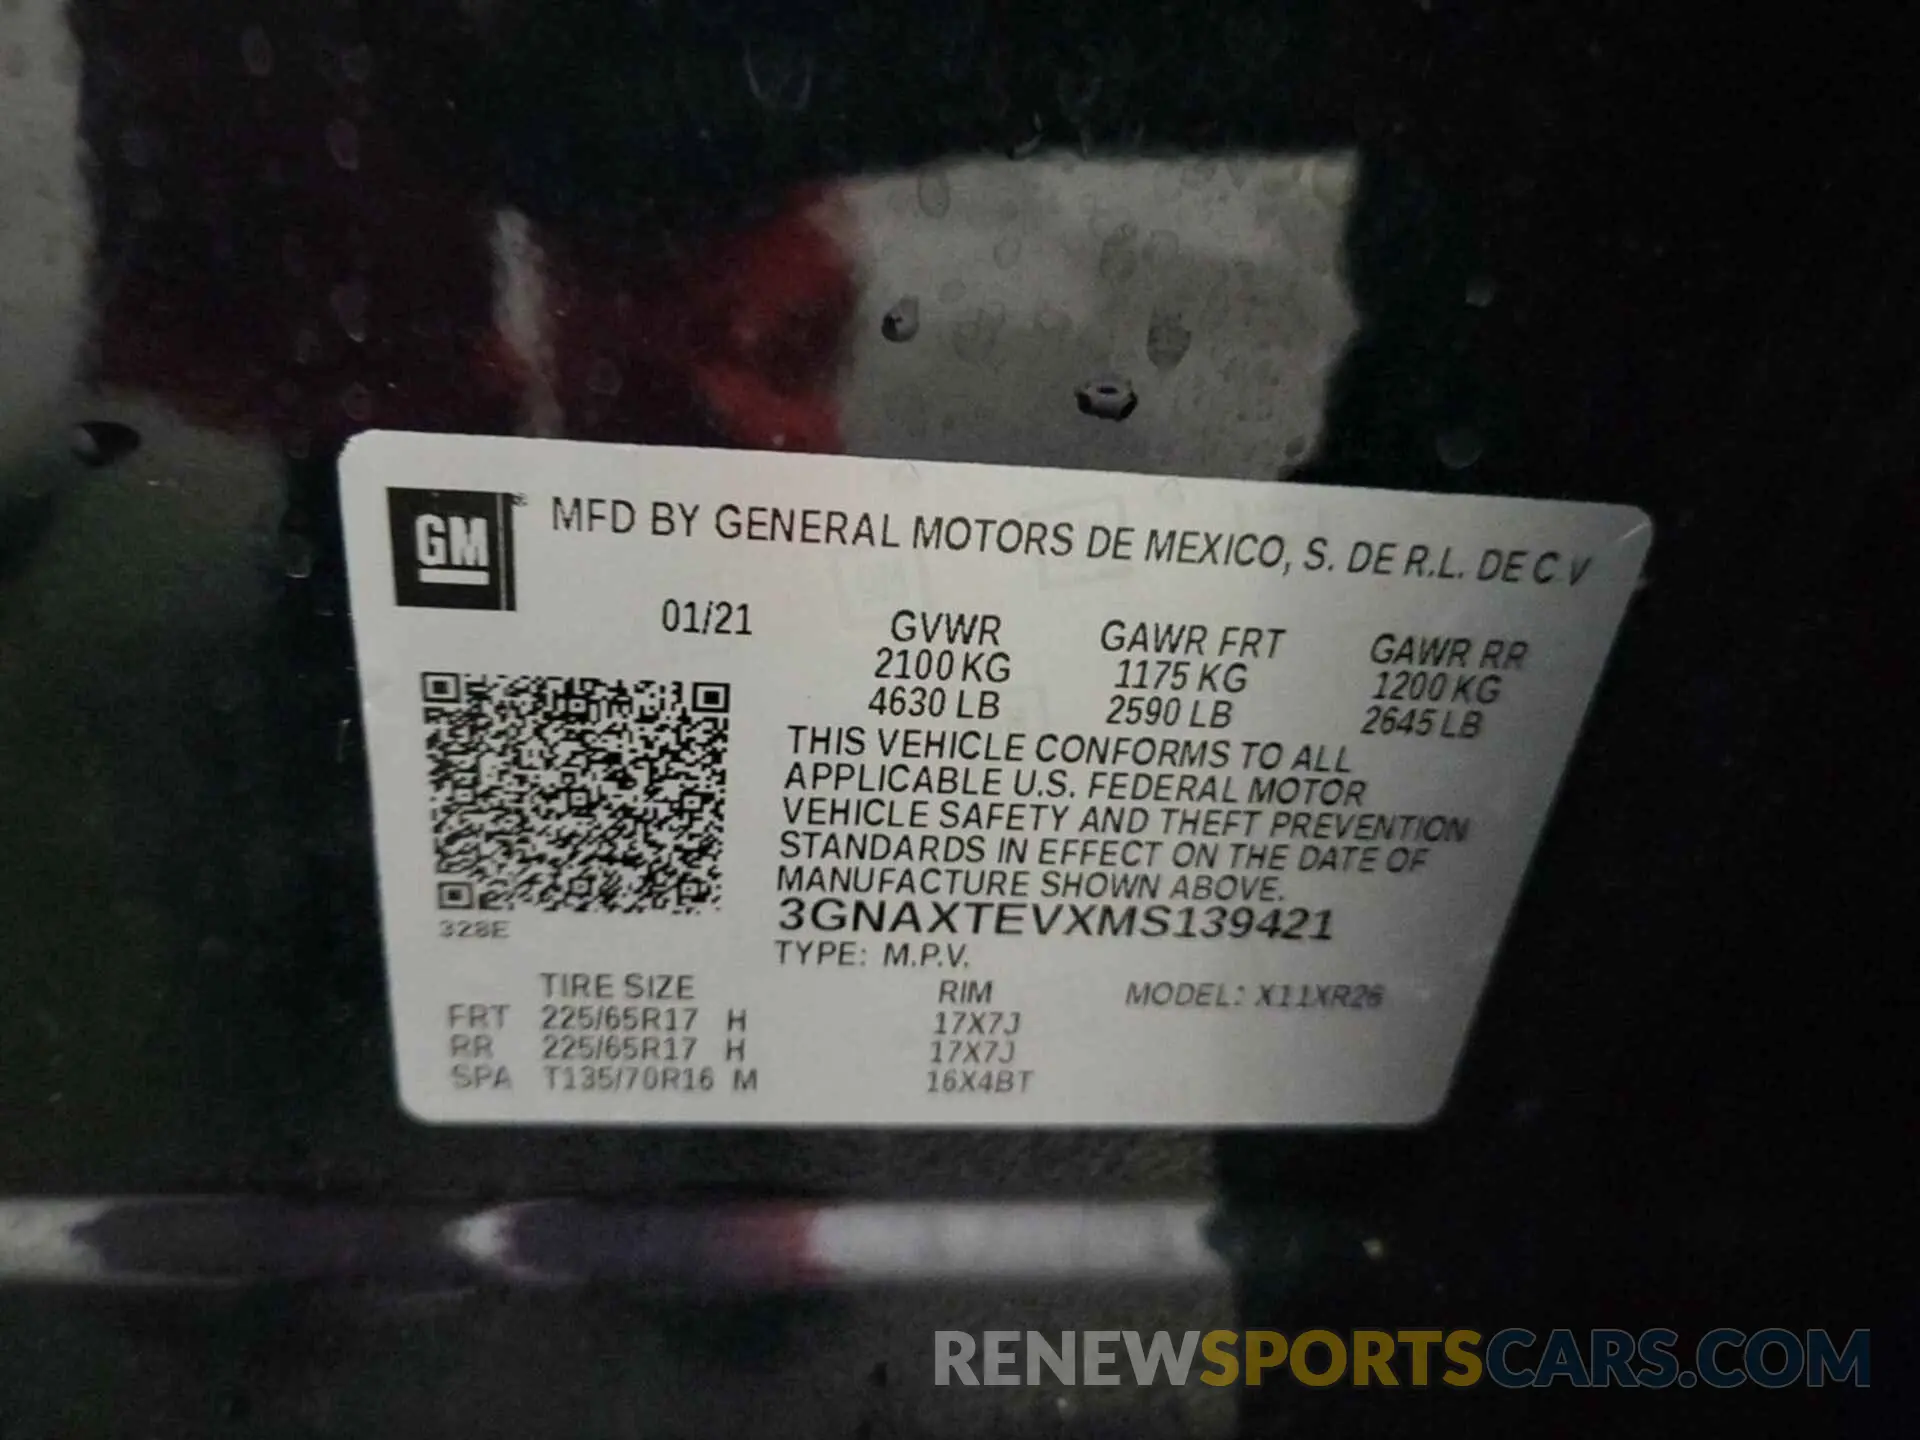 GM ® MFD BY GENERAL MOTORS DE MEXICO, S. DE R.L. DE C V
01/21 GVWR GAWR FRT GAWR RR
2100 KG 1175 KG 1200 KG
4630 LB 2590 LB 2645 LB
THIS VEHICLE CONFORMS TO ALL
APPLICABLE U.S. FEDERAL MOTOR
VEHICLE SAFETY AND THEFT PREVENTION
STANDARDS IN EFFECT ON THE DATE OF
MANUFACTURE SHOWN ABOVE.
3GNAXTEVXMS139421
328E
TYPE: M.P.V.
TIRE SIZE RIM MODEL: X11XR26
FRT 225/65R17 H 17X7J
RR 225/65R17 H 17X7J
SPA T135/70R16 M 16X4BT
RENEWSPORTSCARS.COM